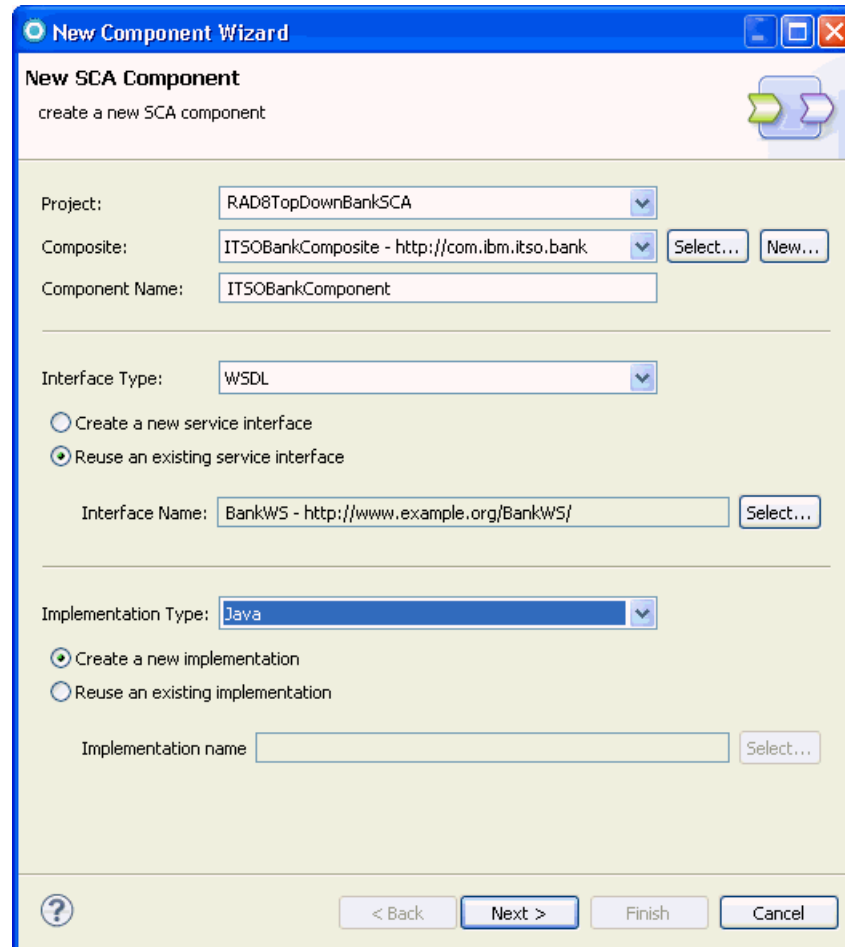 New Component Wizard
New SCA Component
create a new SCA component
Project: RAD8TopDownBankSCA
Composite: ITSOBankComposite - http://com.ibm.itso.bank Select... New...
Component Name: ITSOBankComponent
Interface Type: WSDL
Create a new service interface
Reuse an existing service interface
Interface Name: BankWS - http://www.example.org/BankWS/ Select...
Implementation Type: Java
Create a new implementation
Reuse an existing implementation
Implementation name Select...
? < Back Next > Finish Cancel